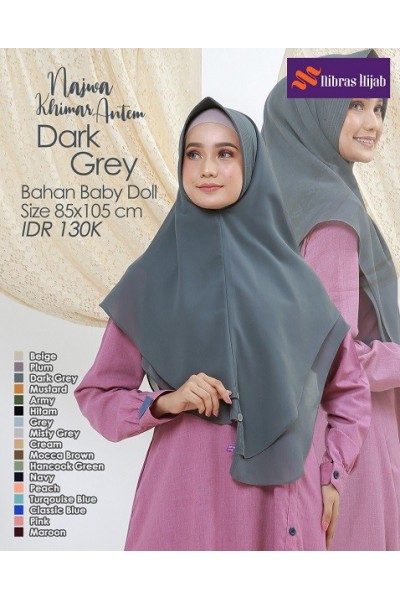 Nibras Hijab
Najwa
Khimar Antem
Dark
Grey
Bahan Baby Doll
Size 85x105 cm
IDR 130K
Beige
Plum
Dark Grey
Mustard
Army
Hitam
Grey
Misty Grey
Cream
Mocca Brown
Hancook Green
Navy
Peach
Turqouise Blue
Classic Blue
Pink
Maroon